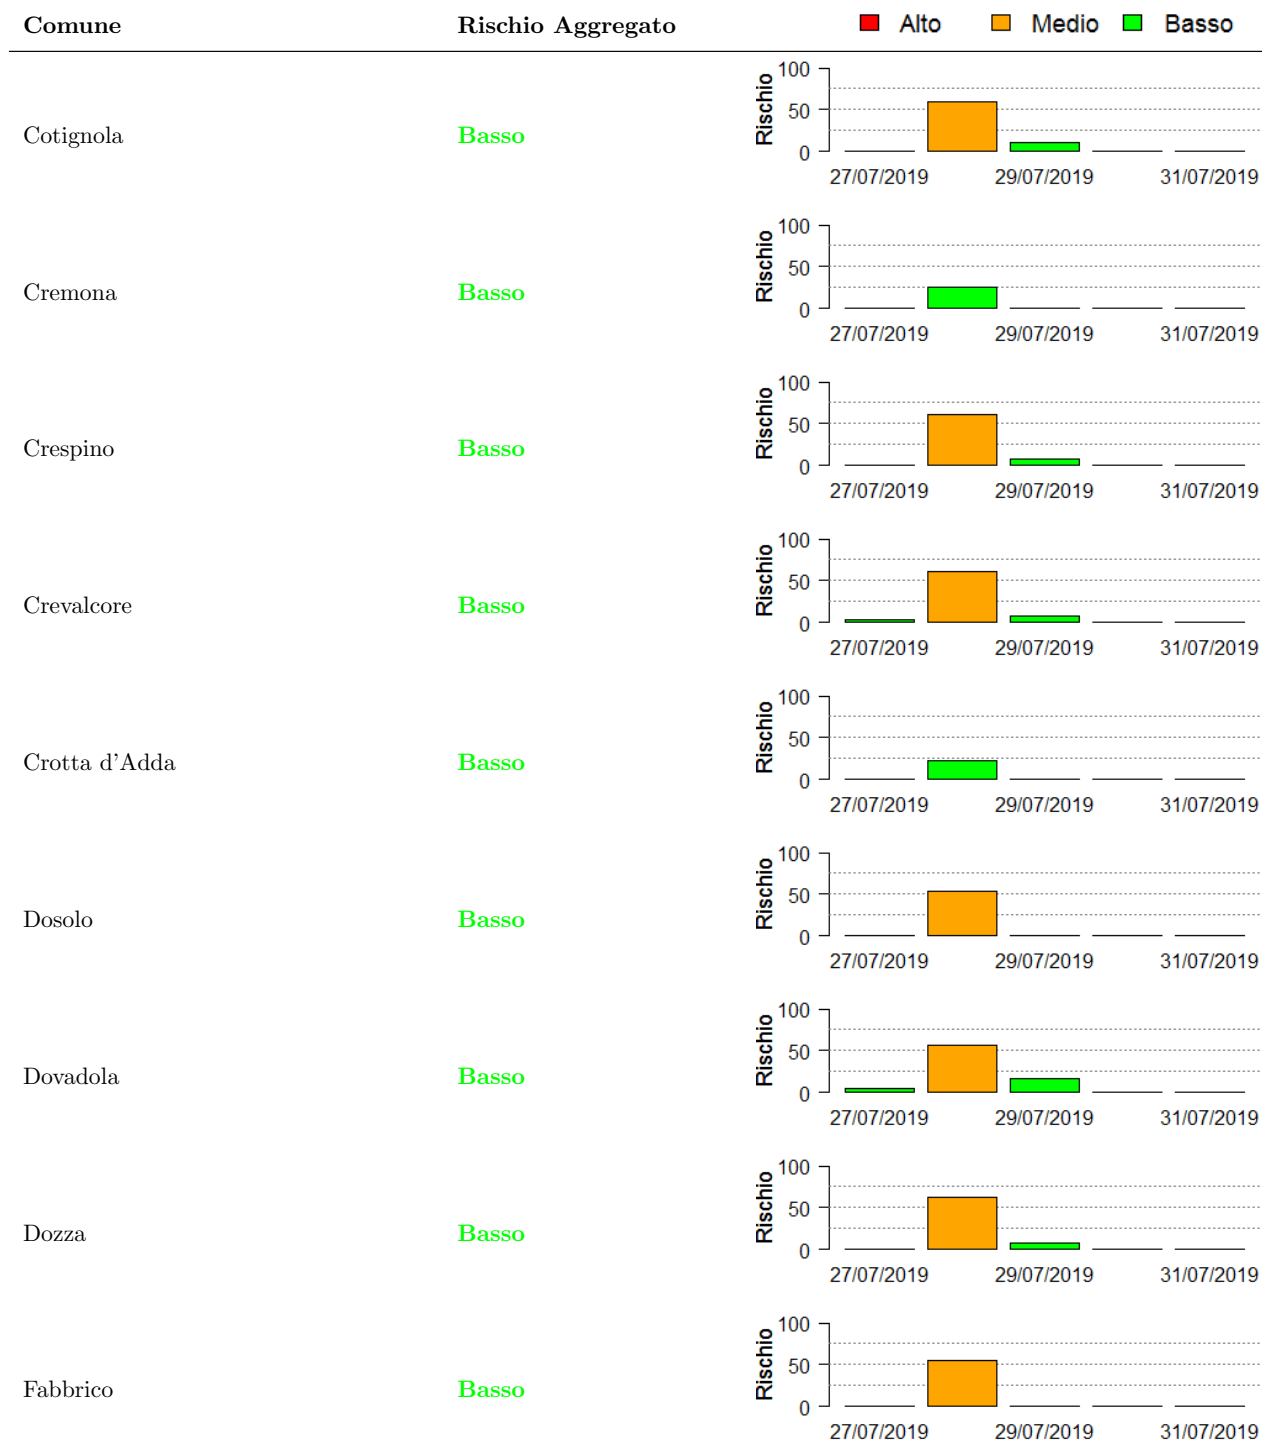 Comune Rischio Aggregato Alto Medio Basso
Cotignola Basso Rischio 100 50 0
27/07/2019 29/07/2019 31/07/2019
Cremona Basso Rischio 100 50 0
27/07/2019 29/07/2019 31/07/2019
Crespino Basso Rischio 100 50 0
27/07/2019 29/07/2019 31/07/2019
Crevalcore Basso Rischio 100 50 0
27/07/2019 29/07/2019 31/07/2019
Crotta d'Adda Basso Rischio 100 50 0
27/07/2019 29/07/2019 31/07/2019
Dosolo Basso Rischio 100 50 0
27/07/2019 29/07/2019 31/07/2019
Dovadola Basso Rischio 100 50 0
27/07/2019 29/07/2019 31/07/2019
Dozza Basso Rischio 100 50 0
27/07/2019 29/07/2019 31/07/2019
Fabbrico Basso Rischio 100 50 0
27/07/2019 29/07/2019 31/07/2019